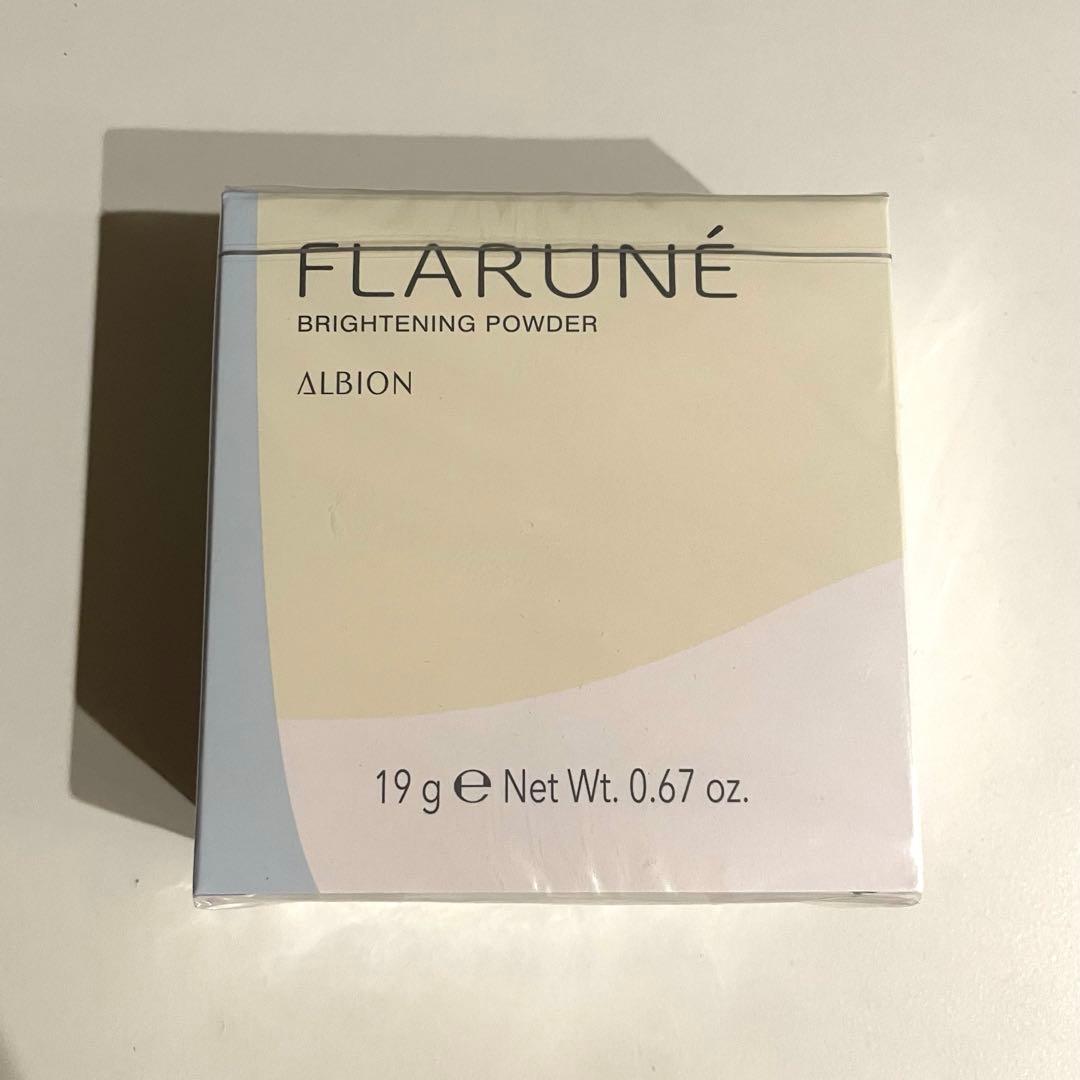 FLARUNÉ
BRIGHTENING POWDER
ALBION
19 g ℮ Net Wt. 0.67 oz.